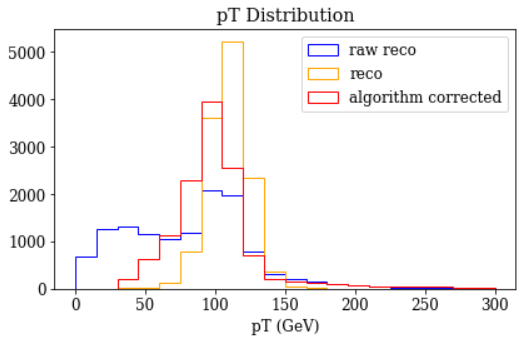 pT Distribution
raw reco
reco
algorithm corrected
5000
4000
3000
2000
1000
0
0 50 100 150 200 250 300
pT (GeV)